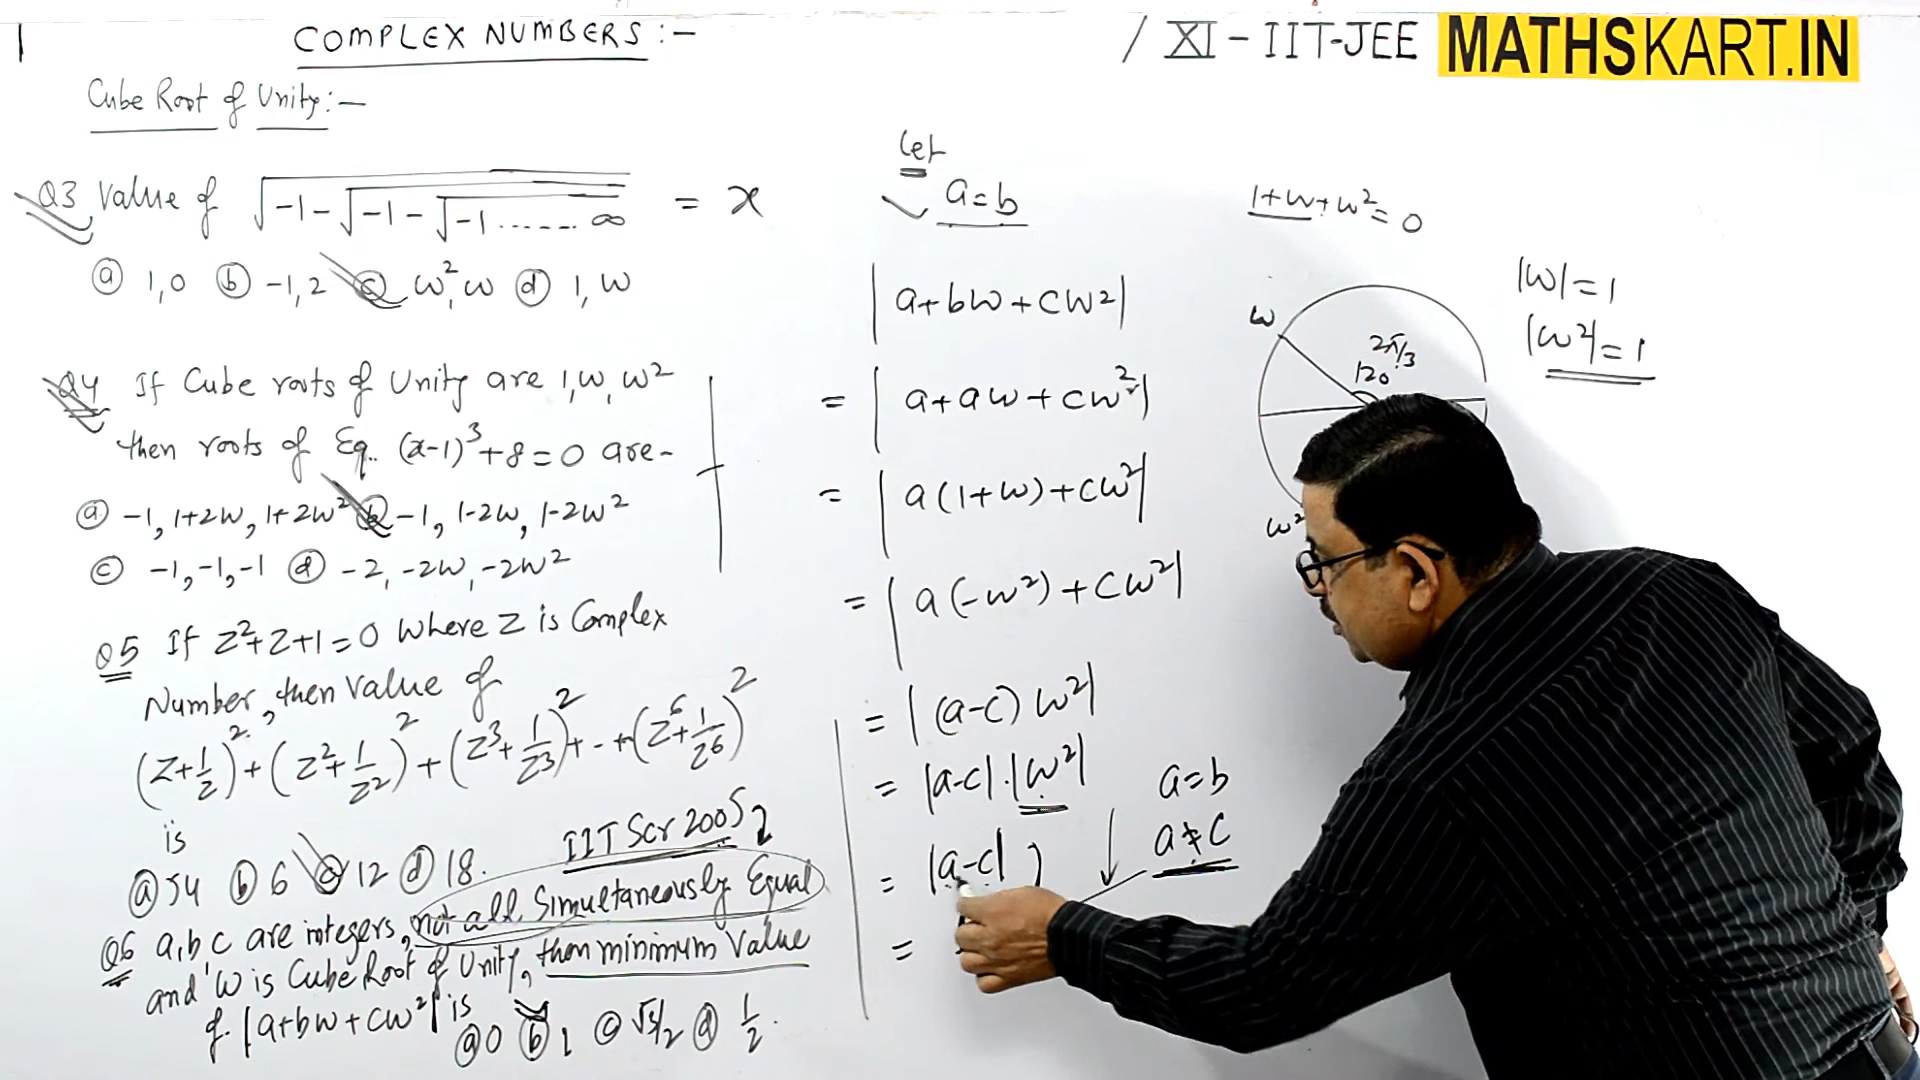 1
COMPLEX NUMBERS :-
/ XI - IIT-JEE MATHSKART.IN
Cube Root of Unity:-
Q3 Value of √-1-√-1-√-1......∞ = x
ⓐ 1,0 ⓑ -1,2 ⓒ ω²,ω ⓓ 1,ω
Q4 If Cube roots of Unity are 1,ω,ω²
then roots of Eq. (x-1)³+8=0 are-
ⓐ -1,1+2ω,1+2ω² ⓑ -1,1-2ω,1-2ω²
ⓒ -1,-1,-1 ⓓ -2,-2ω,-2ω²
Q5 If z²+z+1=0 where z is Complex
Number, then value of
(z+1/z)²+(z²+1/z²)²+(z³+1/z³)²+--+(z⁶+1/z⁶)²
is
ⓐ 54 ⓑ 6 ⓒ 12 ⓓ 18.
IIT Scr 2005
Q6 a,b c are integers, not all Simultaneously Equal
and 'ω is Cube Root of Unity, then minimum Value
of |a+bω+cω²| is
ⓐ 0 ⓑ 1 ⓒ √3/2 ⓓ 1/2.
Let
a=b
|a+bω+cω²|
= |a+aω+cω²|
= |a(1+ω)+cω²|
= |a(-ω²)+cω²|
= |(a-c)ω²|
= |a-c|.|ω²|
= |a-c|
=
a=b
a≠c
1+ω+ω²=0
ω
2π/3
120
ω²
|ω|=1
|ω²|=1